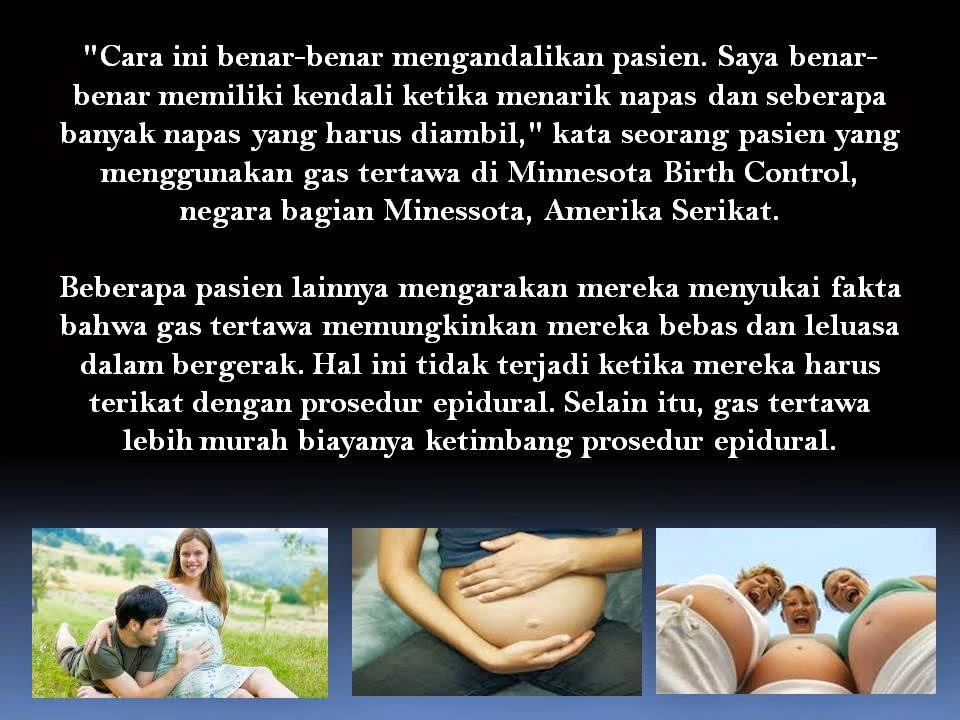 "Cara ini benar-benar mengandalikan pasien. Saya benar-
benar memiliki kendali ketika menarik napas dan seberapa
banyak napas yang harus diambil," kata seorang pasien yang
menggunakan gas tertawa di Minnesota Birth Control,
negara bagian Minessota, Amerika Serikat.
Beberapa pasien lainnya mengarakan mereka menyukai fakta
bahwa gas tertawa memungkinkan mereka bebas dan leluasa
dalam bergerak. Hal ini tidak terjadi ketika mereka harus
terikat dengan prosedur epidural. Selain itu, gas tertawa
lebih murah biayanya ketimbang prosedur epidural.